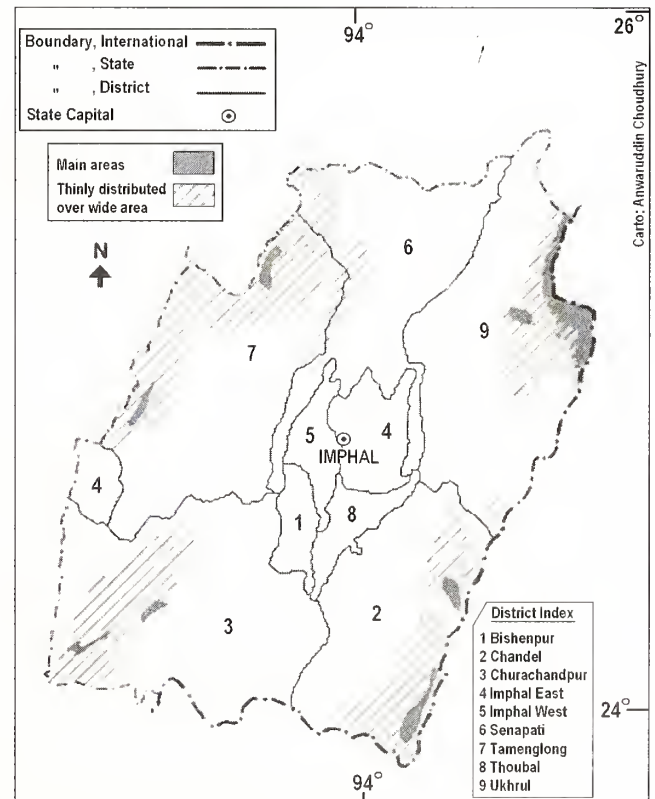 94°
26°
Boundary, International
" , State
" , District
State Capital
Main areas
Thinly distributed
over wide area
Carto: Anwaruddin Choudhury
N
6
9
7
5
4
IMPHAL
4
1
8
3
2
District Index
1 Bishenpur
2 Chandel
3 Churachandpur
4 Imphal East
5 Imphal West
6 Senapati
7 Tamenglong
8 Thoubal
9 Ukhrul
24°
94°